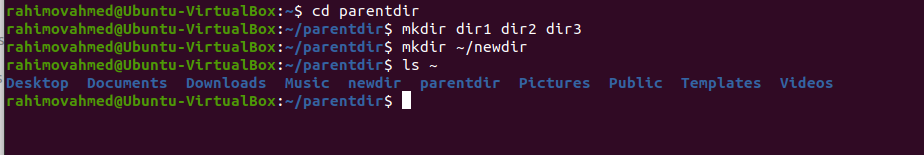 rahimovahmed@Ubuntu-VirtualBox:~$ cd parentdir
rahimovahmed@Ubuntu-VirtualBox:~/parentdir$ mkdir dir1 dir2 dir3
rahimovahmed@Ubuntu-VirtualBox:~/parentdir$ mkdir ~/newdir
rahimovahmed@Ubuntu-VirtualBox:~/parentdir$ ls ~
Desktop Documents Downloads Music newdir parentdir Pictures Public Templates Videos
rahimovahmed@Ubuntu-VirtualBox:~/parentdir$